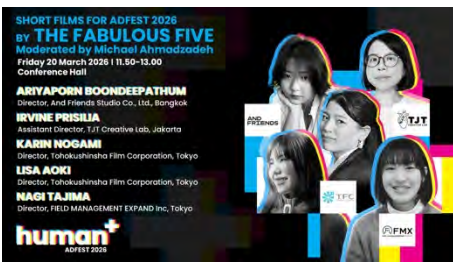 SHORT FILMS FOR ADFEST 2026
BY THE FABULOUS FIVE
Moderated by Michael Ahmadzadeh
Friday 20 March 2026 | 11.50-13.00
Conference Hall
ARIYAPORN BOONDEEPATHUM
Director, And Friends Studio Co., Ltd., Bangkok
IRVINE PRISILIA
Assistant Director, TJT Creative Lab, Jakarta
KARIN NOGAMI
Director, Tohokushinsha Film Corporation, Tokyo
LISA AOKI
Director, Tohokushinsha Film Corporation, Tokyo
NAGI TAJIMA
Director, FIELD MANAGEMENT EXPAND Inc, Tokyo
human+
ADFEST 2026
AND
FRIENDS
TJT
TFC
FMX